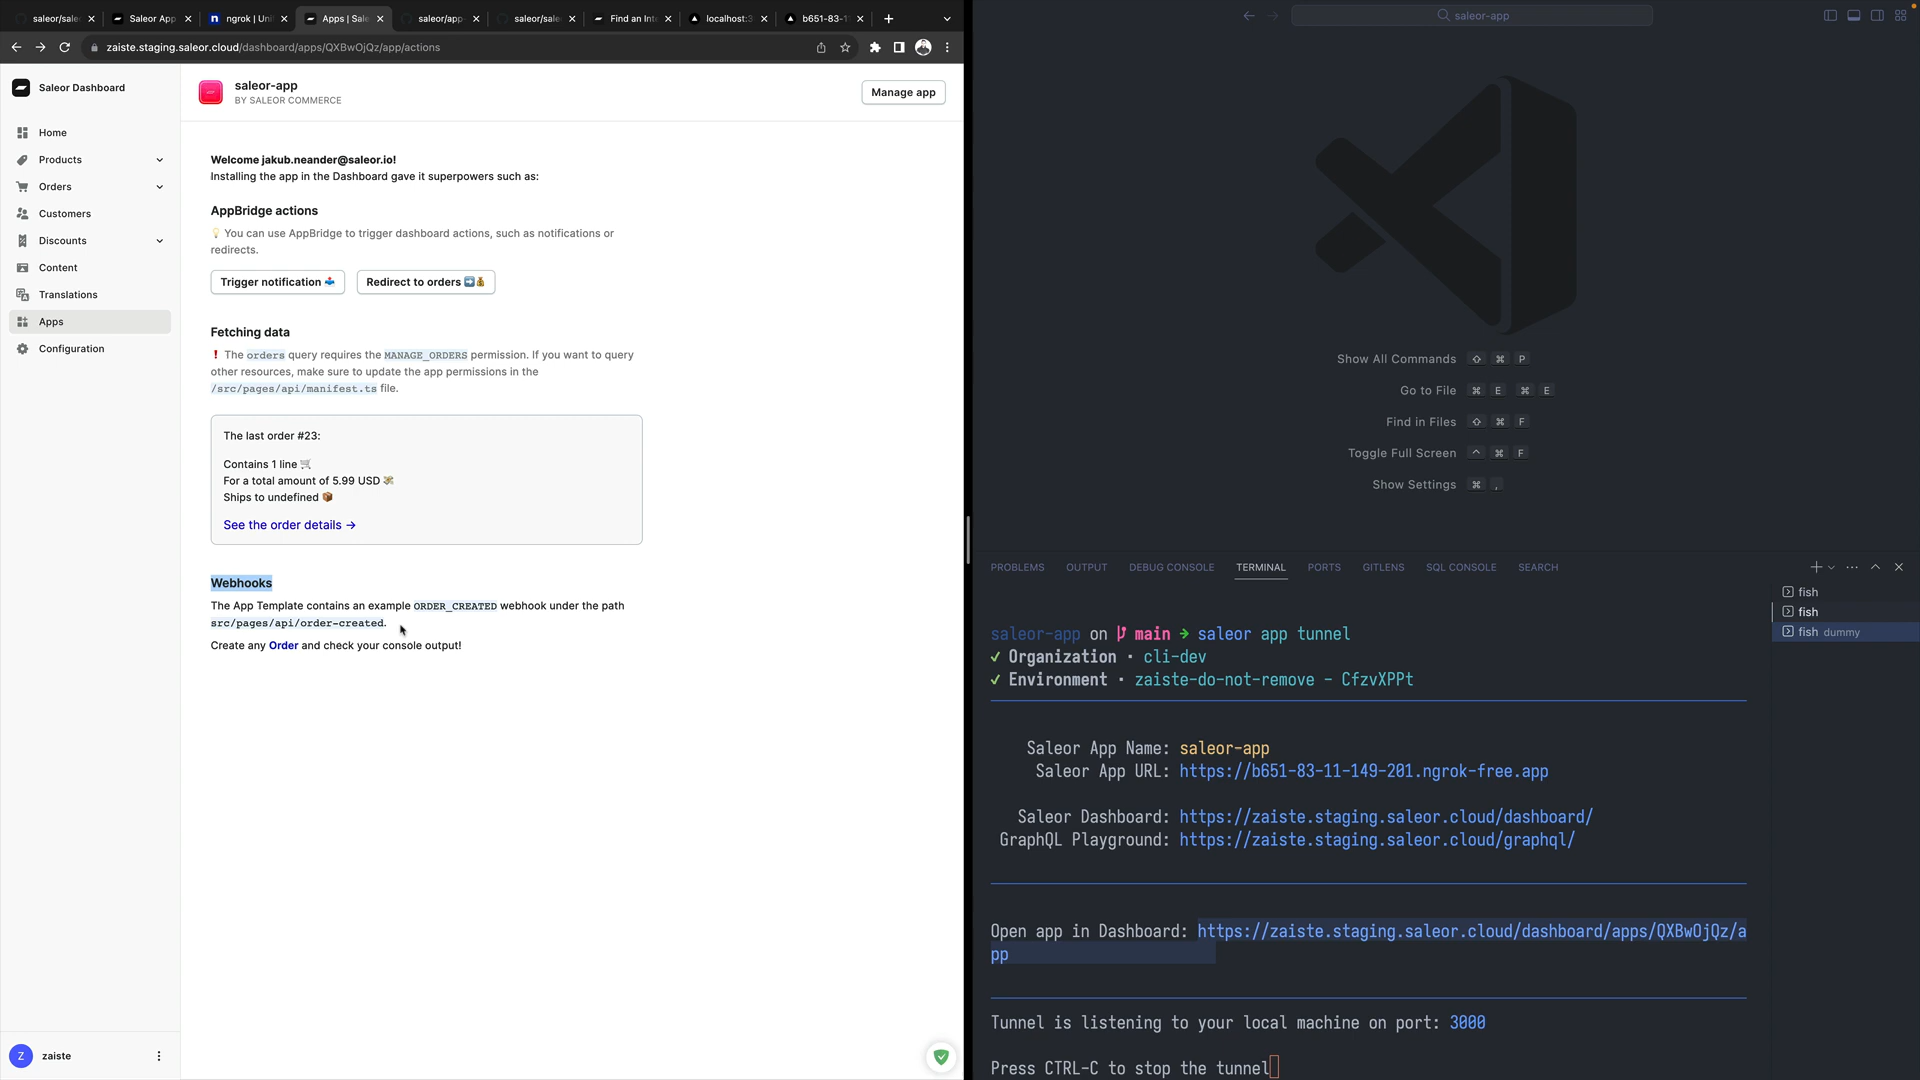 saleor/sale
Saleor App
ngrok | Uni
Apps | Sale
saleor/app-
saleor/sale
Find an Inte
localhost:3
b651-83-1
zaiste.staging.saleor.cloud/dashboard/apps/QXBwOjQz/app/actions
Saleor Dashboard
Home
Products
Orders
Customers
Discounts
Content
Translations
Apps
Configuration
Z zaiste
saleor-app
BY SALEOR COMMERCE
Manage app
Welcome jakub.neander@saleor.io!
Installing the app in the Dashboard gave it superpowers such as:
AppBridge actions
💡 You can use AppBridge to trigger dashboard actions, such as notifications or
redirects.
Trigger notification 📤
Redirect to orders ➡️💰
Fetching data
❗ The orders query requires the MANAGE_ORDERS permission. If you want to query
other resources, make sure to update the app permissions in the
/src/pages/api/manifest.ts file.
The last order #23:
Contains 1 line 🛒
For a total amount of 5.99 USD 💸
Ships to undefined 📦
See the order details →
Webhooks
The App Template contains an example ORDER_CREATED webhook under the path
src/pages/api/order-created.
Create any Order and check your console output!
saleor-app
Show All Commands ⇧ ⌘ P
Go to File ⌘ E ⌘ E
Find in Files ⇧ ⌘ F
Toggle Full Screen ^ ⌘ F
Show Settings ⌘ ,
PROBLEMS OUTPUT DEBUG CONSOLE TERMINAL PORTS GITLENS SQL CONSOLE SEARCH
fish
fish
fish dummy
saleor-app on main → saleor app tunnel
✓ Organization · cli-dev
✓ Environment · zaiste-do-not-remove - CfzvXPPt
Saleor App Name: saleor-app
Saleor App URL: https://b651-83-11-149-201.ngrok-free.app
Saleor Dashboard: https://zaiste.staging.saleor.cloud/dashboard/
GraphQL Playground: https://zaiste.staging.saleor.cloud/graphql/
Open app in Dashboard: https://zaiste.staging.saleor.cloud/dashboard/apps/QXBwOjQz/a
pp
Tunnel is listening to your local machine on port: 3000
Press CTRL-C to stop the tunnel